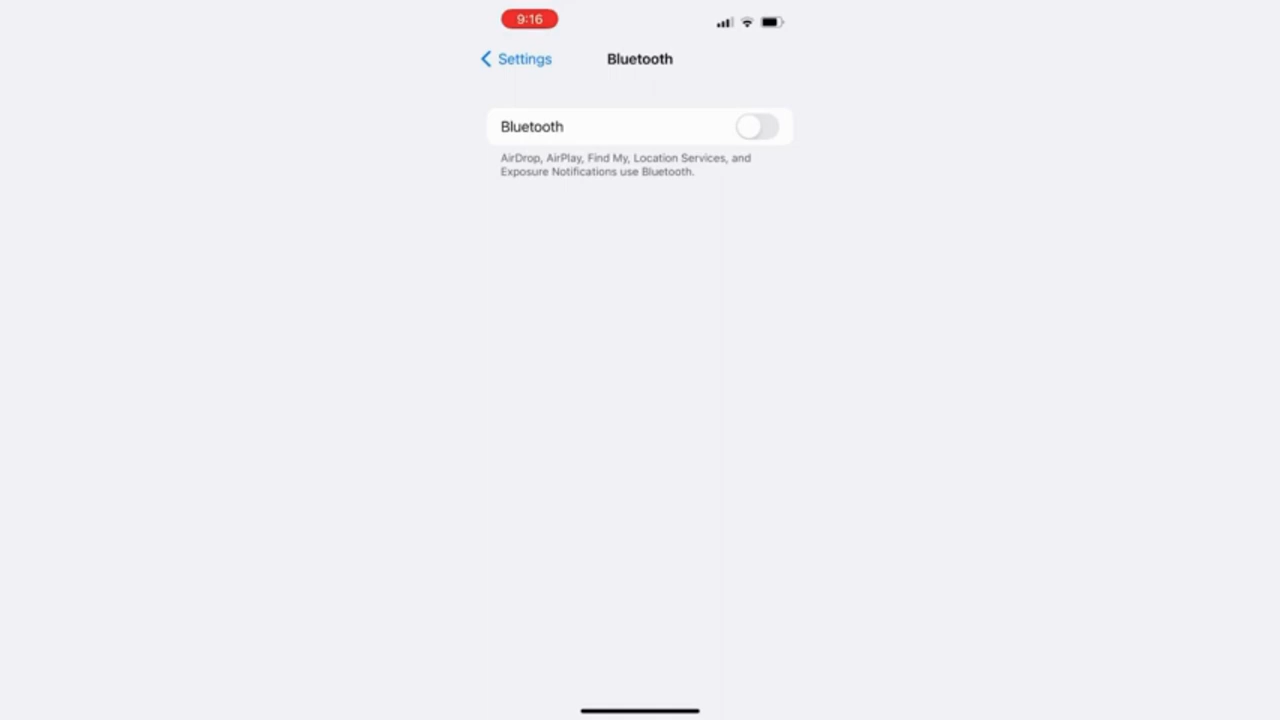 9:16
Settings
Bluetooth
Bluetooth
AirDrop, AirPlay, Find My, Location Services, and
Exposure Notifications use Bluetooth.